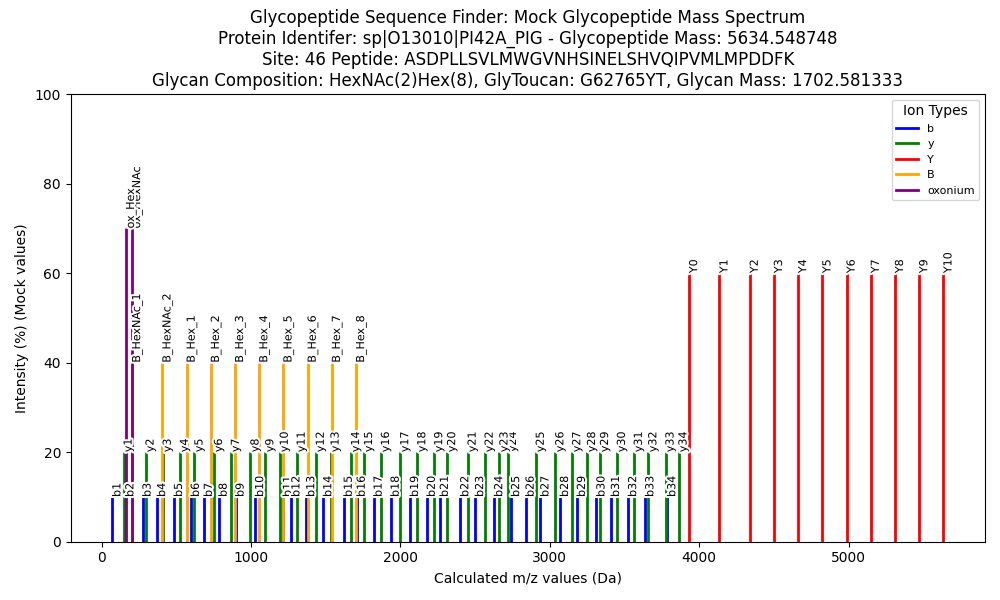 Glycopeptide Sequence Finder: Mock Glycopeptide Mass Spectrum
Protein Identifer: sp|O13010|PI42A_PIG - Glycopeptide Mass: 5634.548748
Site: 46 Peptide: ASDPLLSVLMWGVNHSINELSHVQIPVMLMPDDFK
Glycan Composition: HexNAc(2)Hex(8), GlyToucan: G62765YT, Glycan Mass: 1702.581333
Intensity (%) (Mock values)
100
80
60
40
20
0
Ion Types
b
y
Y
B
oxonium
ox_Hex
ox_HexNAc
Y0 Y1 Y2 Y3 Y4 Y5 Y6 Y7 Y8 Y9 Y10
B_HexNAc_1 B_HexNAc_2 B_Hex_1 B_Hex_2 B_Hex_3 B_Hex_4 B_Hex_5 B_Hex_6 B_Hex_7 B_Hex_8
y1 y2 y3 y4 y5 y6 y7 y8 y9 y10 y11 y12 y13 y14 y15 y16 y17 y18 y19 y20 y21 y22 y23 y24 y25 y26 y27 y28 y29 y30 y31 y32 y33 y34
b1 b2 b3 b4 b5 b6 b7 b8 b9 b10 b11 b12 b13 b14 b15 b16 b17 b18 b19 b20 b21 b22 b23 b25 b26 b27 b28 b29 b30 b31 b32 b33 b34
0 1000 2000 3000 4000 5000
Calculated m/z values (Da)